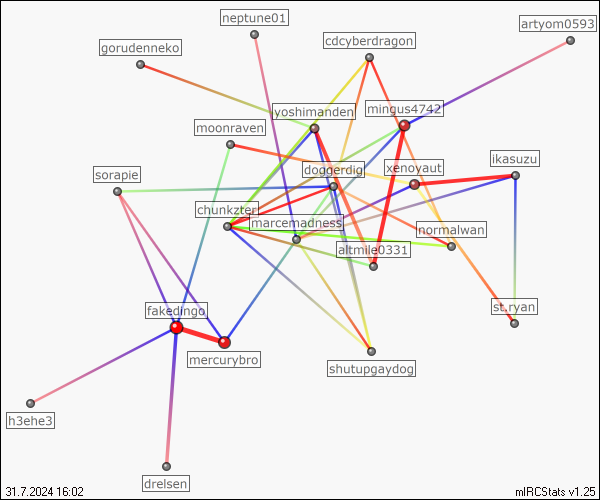 neptune01
artyom0593
cdcyberdragon
gorudenneko
yoshimanden
mingus4742
moonraven
doggerdig
xenoyaut
ikasuzu
sorapie
chunkzter
marcemadness
normalwan
altmile0331
fakedingo
st.ryan
mercurybro
shutupgaydog
h3ehe3
drelsen
31.7.2024 16:02
mIRCStats v1.25